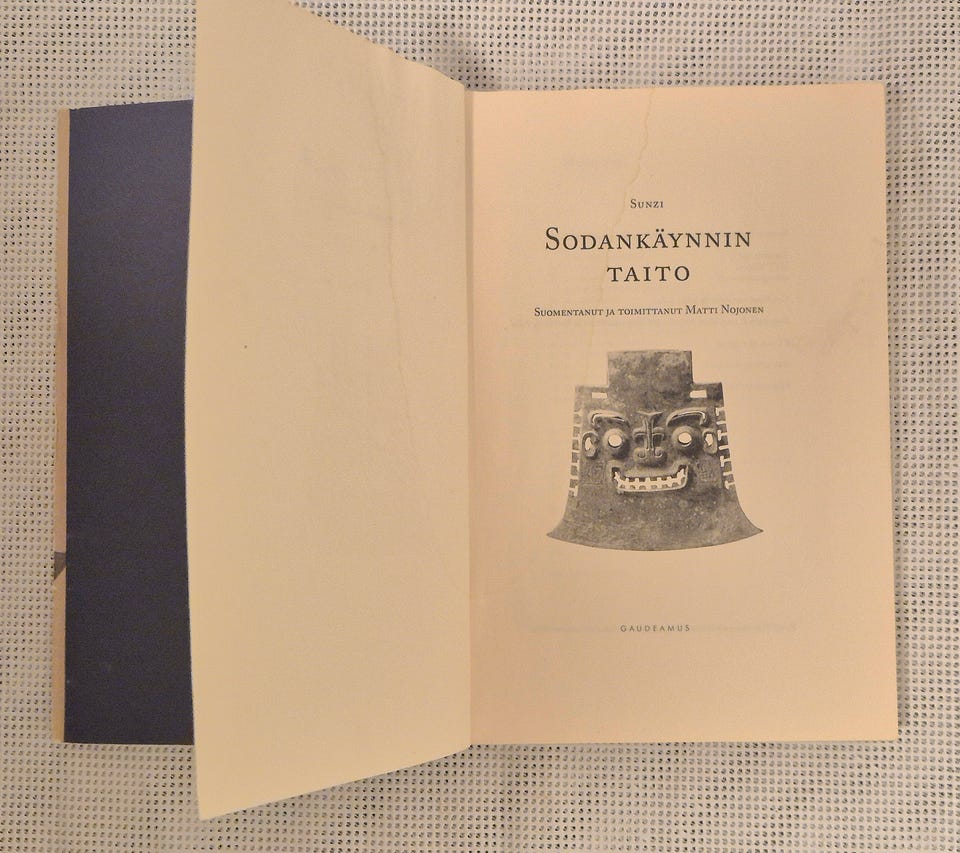 Sunzi
Sodankäynnin
taito
Suomentanut ja toimittanut Matti Nojonen
GAUDEAMUS